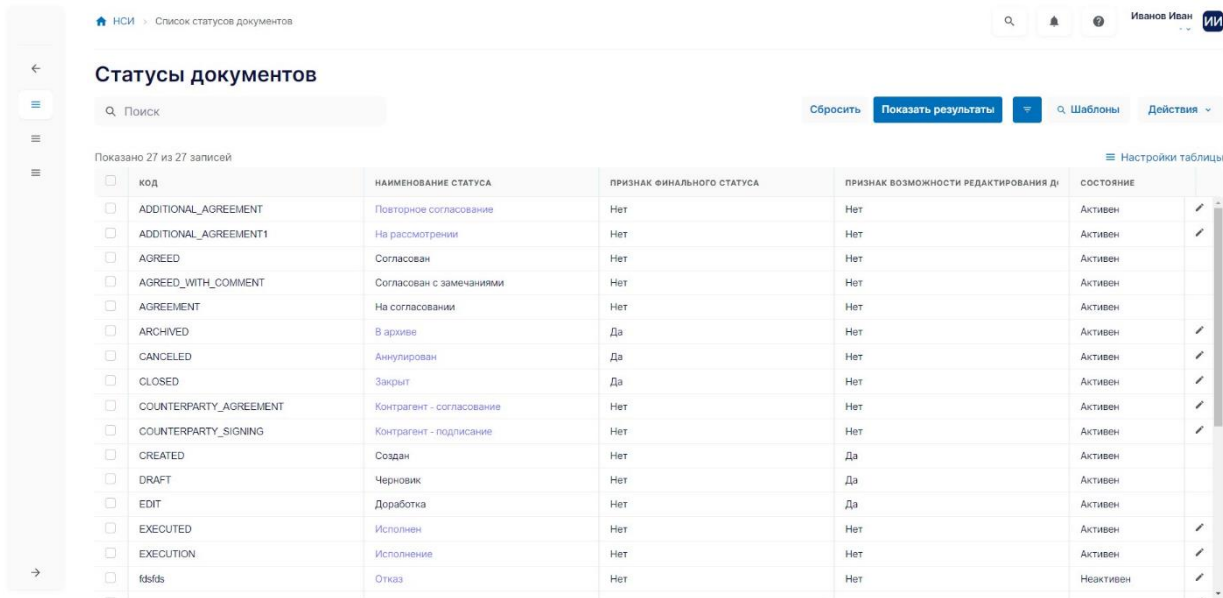 НСИ › Список статусов документов Иванов Иван ИИ
Статусы документов
Поиск Сбросить Показать результаты Шаблоны Действия
Показано 27 из 27 записей Настройки таблицы
КОД НАИМЕНОВАНИЕ СТАТУСА ПРИЗНАК ФИНАЛЬНОГО СТАТУСА ПРИЗНАК ВОЗМОЖНОСТИ РЕДАКТИРОВАНИЯ ДО СОСТОЯНИЕ
ADDITIONAL_AGREEMENT Повторное согласование Нет Нет Активен
ADDITIONAL_AGREEMENT1 На рассмотрении Нет Нет Активен
AGREED Согласован Нет Нет Активен
AGREED_WITH_COMMENT Согласован с замечаниями Нет Нет Активен
AGREEMENT На согласовании Нет Нет Активен
ARCHIVED В архиве Да Нет Активен
CANCELED Аннулирован Да Нет Активен
CLOSED Закрыт Да Нет Активен
COUNTERPARTY_AGREEMENT Контрагент - согласование Нет Нет Активен
COUNTERPARTY_SIGNING Контрагент - подписание Нет Нет Активен
CREATED Создан Нет Да Активен
DRAFT Черновик Нет Да Активен
EDIT Доработка Нет Да Активен
EXECUTED Исполнен Нет Нет Активен
EXECUTION Исполнение Нет Нет Активен
fdsfds Отказ Нет Нет Неактивен